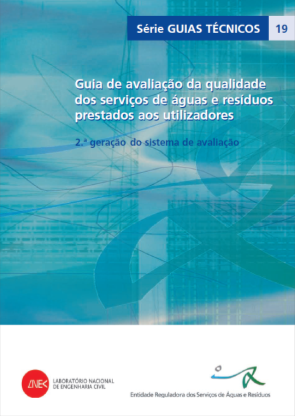 Série GUIAS TÉCNICOS 19
Guia de avaliação da qualidade
dos serviços de águas e resíduos
prestados aos utilizadores
2.ª geração do sistema de avaliação
LNEC
LABORATÓRIO NACIONAL
DE ENGENHARIA CIVIL
Entidade Reguladora dos Serviços de Águas e Resíduos